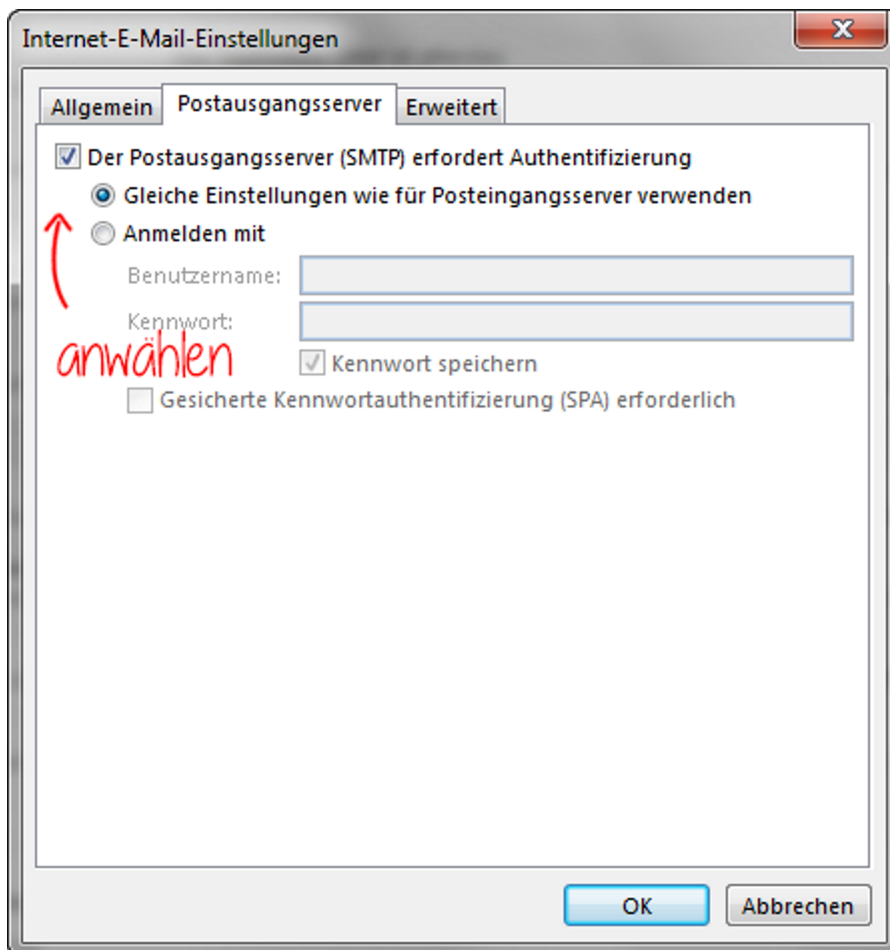 Internet-E-Mail-Einstellungen
Allgemein Postausgangsserver Erweitert
Der Postausgangsserver (SMTP) erfordert Authentifizierung
Gleiche Einstellungen wie für Posteingangsserver verwenden
Anmelden mit
Benutzername:
Kennwort:
anwählen
Kennwort speichern
Gesicherte Kennwortauthentifizierung (SPA) erforderlich
OK Abbrechen